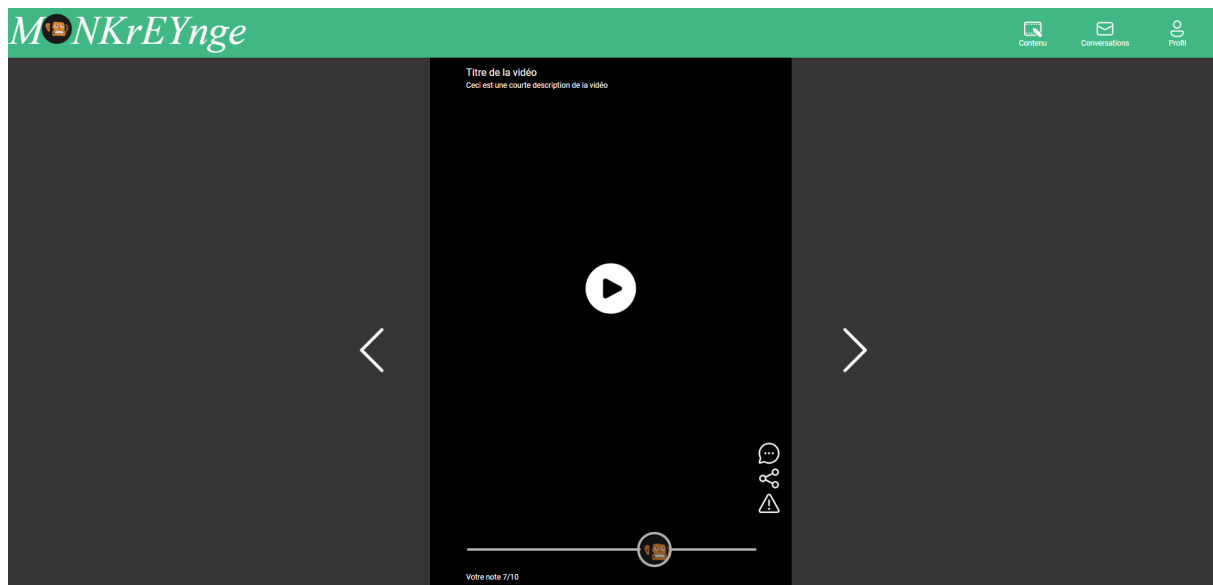 MONKrEYnge
Contenu
Conversations
Profil
Titre de la vidéo
Ceci est une courte description de la vidéo
Votre note 7/10